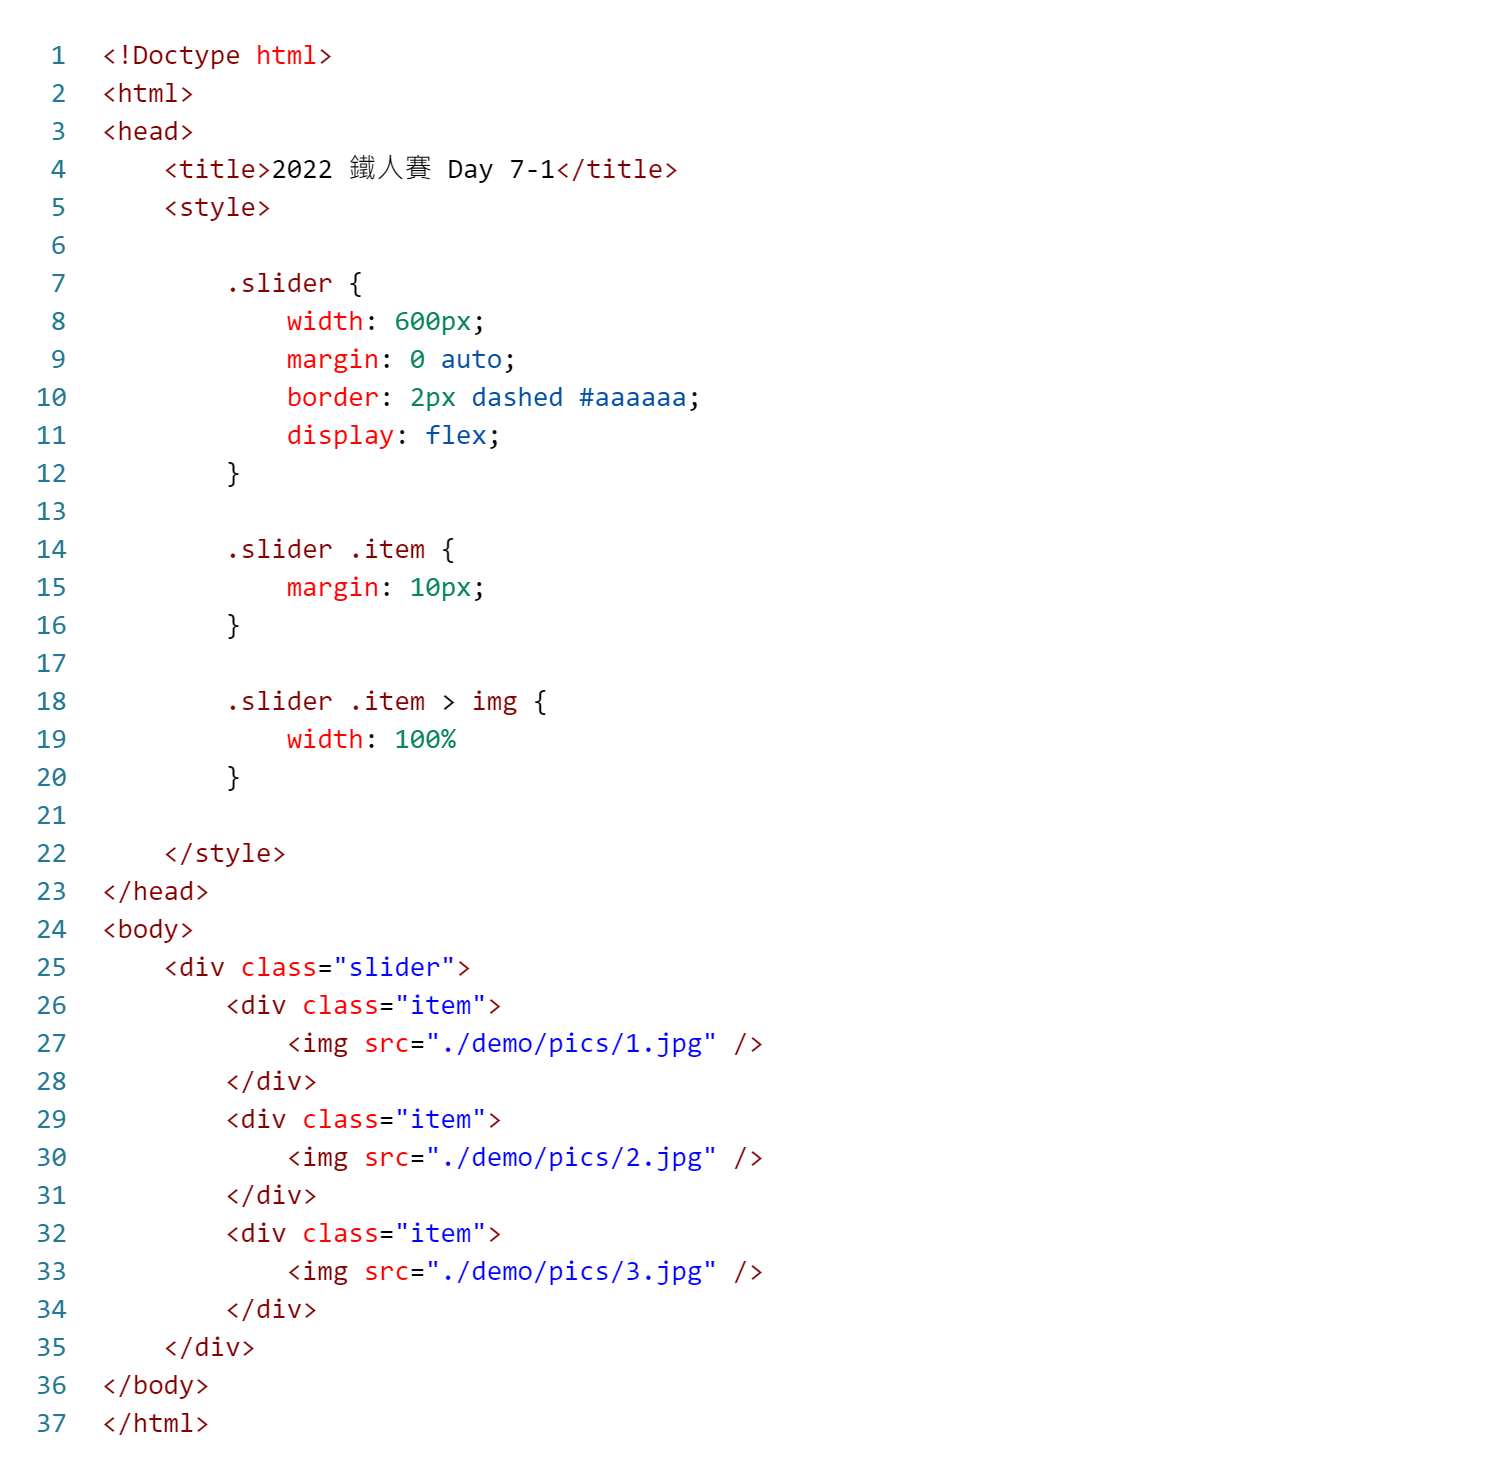 1 <!Doctype html>
2 <html>
3 <head>
4     <title>2022 鐵人賽 Day 7-1</title>
5     <style>
6
7         .slider {
8             width: 600px;
9             margin: 0 auto;
10             border: 2px dashed #aaaaaa;
11             display: flex;
12         }
13
14         .slider .item {
15             margin: 10px;
16         }
17
18         .slider .item > img {
19             width: 100%
20         }
21
22     </style>
23 </head>
24 <body>
25     <div class="slider">
26         <div class="item">
27             <img src="./demo/pics/1.jpg" />
28         </div>
29         <div class="item">
30             <img src="./demo/pics/2.jpg" />
31         </div>
32         <div class="item">
33             <img src="./demo/pics/3.jpg" />
34         </div>
35     </div>
36 </body>
37 </html>